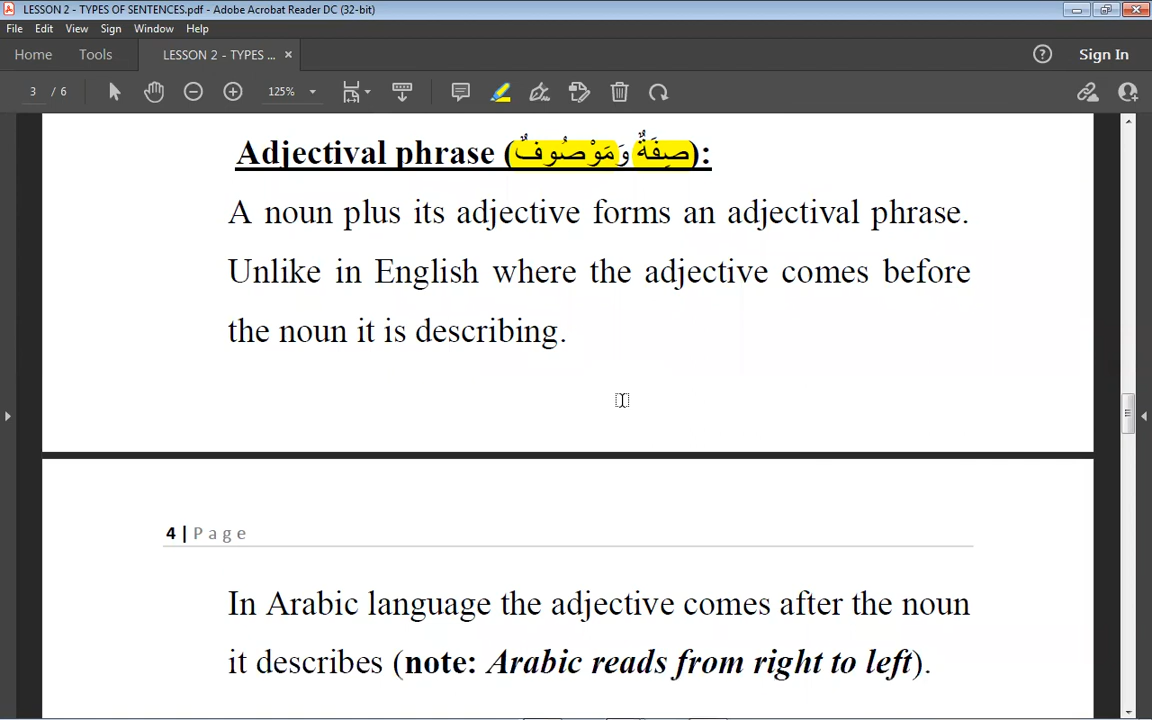 LESSON 2 - TYPES OF SENTENCES.pdf - Adobe Acrobat Reader DC (32-bit)
File Edit View Sign Window Help
Home Tools LESSON 2 - TYPES ... × Sign In
3 / 6 125%
Adjectival phrase (صِفَةٌ وَمَوْصُوفٌ):
A noun plus its adjective forms an adjectival phrase.
Unlike in English where the adjective comes before
the noun it is describing.
4 | Page
In Arabic language the adjective comes after the noun
it describes (note: Arabic reads from right to left).